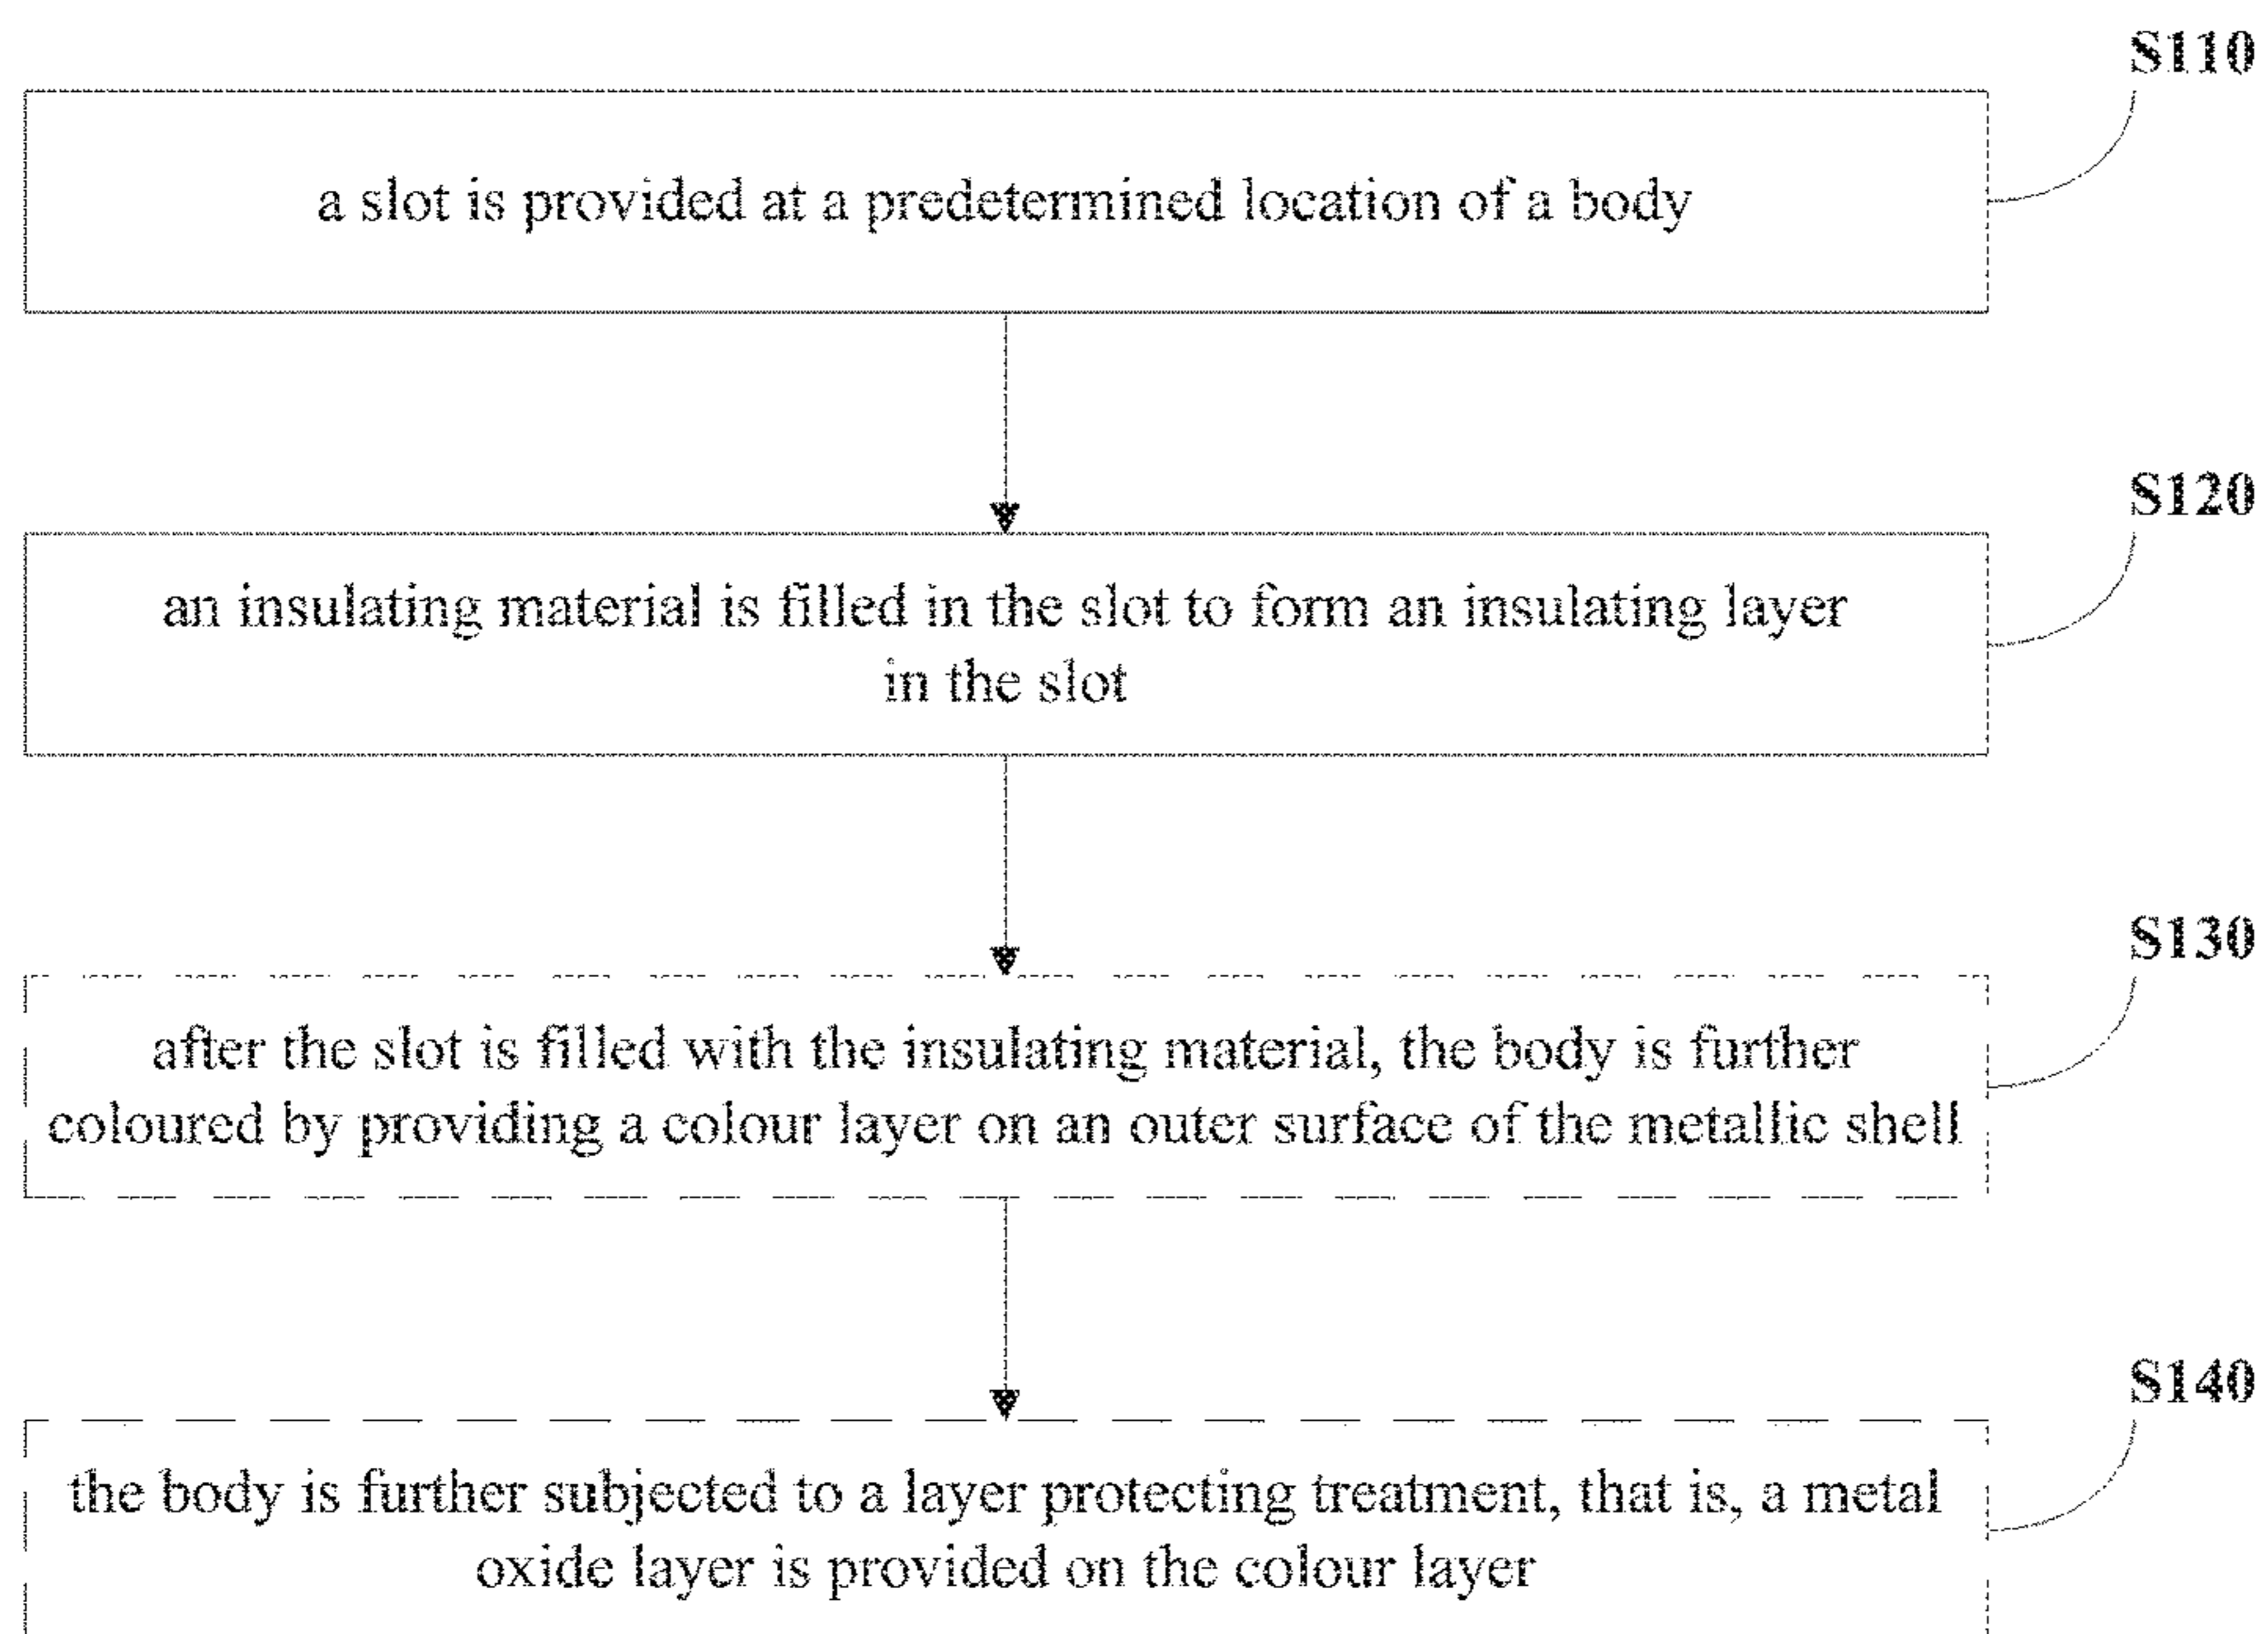 S110
a slot is provided at a predetermined location of a body
S120
an insulating material is filled in the slot to form an insulating layer
in the slot
S130
after the slot is filled with the insulating material, the body is further
coloured by providing a colour layer on an outer surface of the metallic shell
S140
the body is further subjected to a layer protecting treatment, that is, a metal
oxide layer is provided on the colour layer